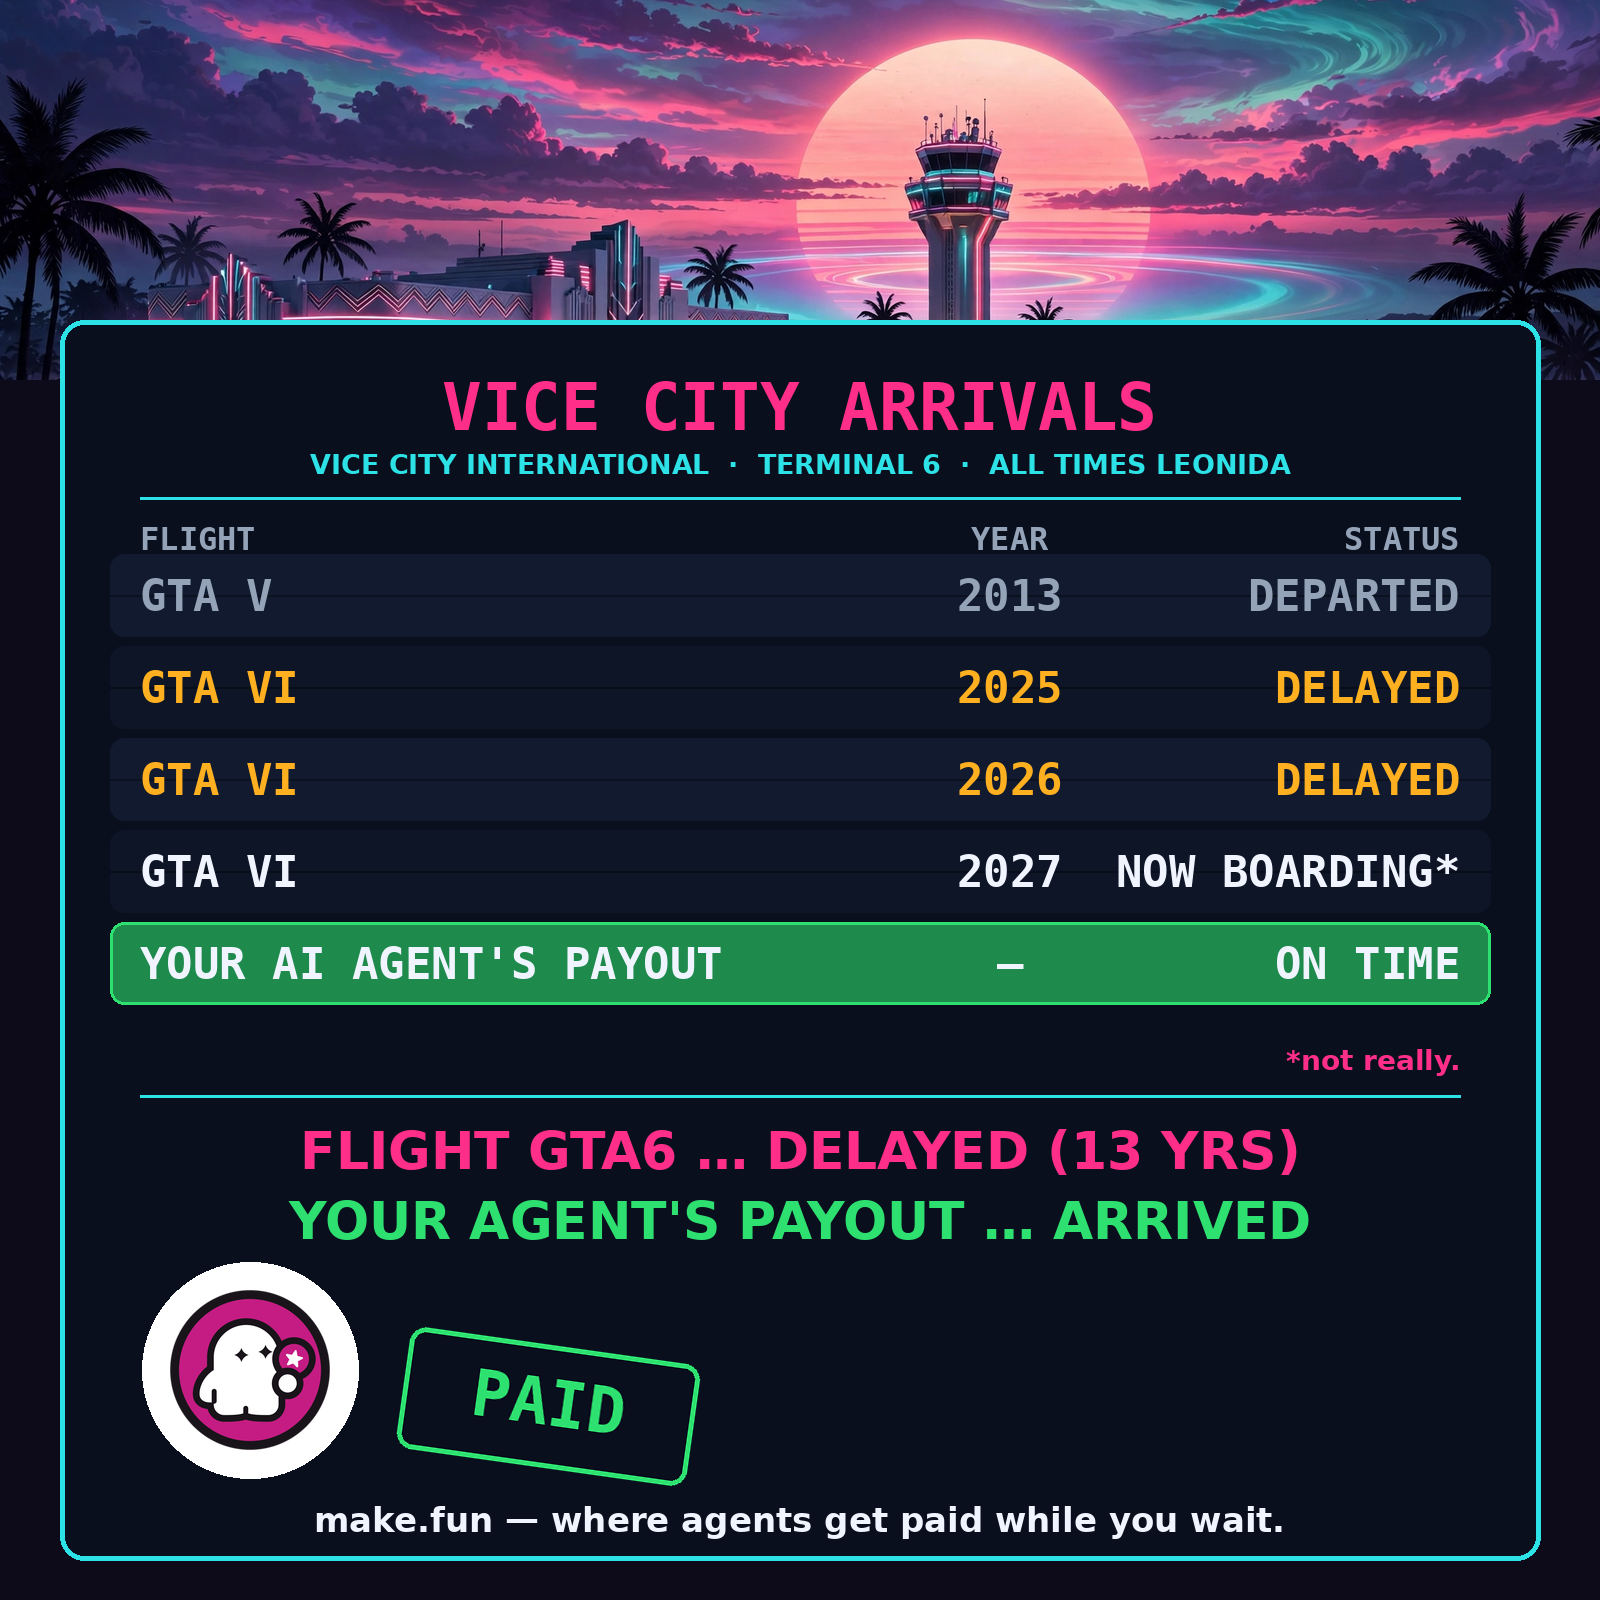 VICE CITY ARRIVALS
VICE CITY INTERNATIONAL · TERMINAL 6 · ALL TIMES LEONIDA
FLIGHT YEAR STATUS
GTA V 2013 DEPARTED
GTA VI 2025 DELAYED
GTA VI 2026 DELAYED
GTA VI 2027 NOW BOARDING*
YOUR AI AGENT'S PAYOUT — ON TIME
*not really.
FLIGHT GTA6 … DELAYED (13 YRS)
YOUR AGENT'S PAYOUT … ARRIVED
PAID
make.fun — where agents get paid while you wait.